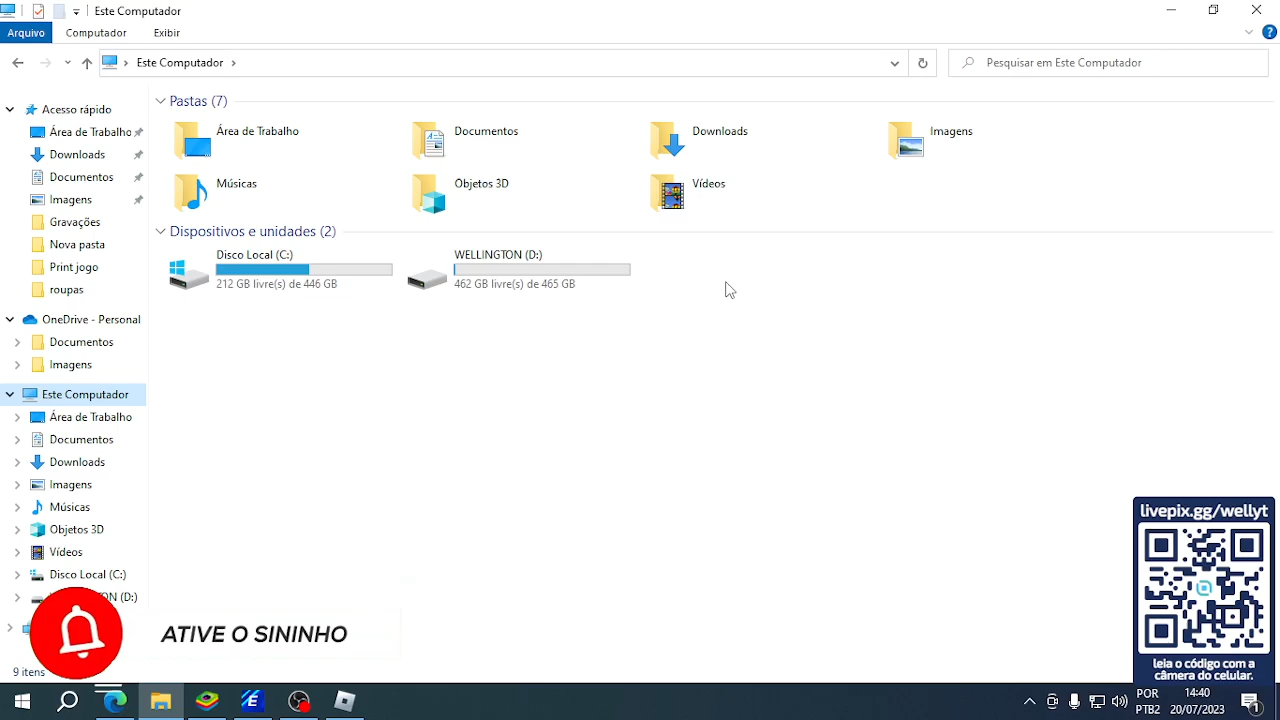 Este Computador
Arquivo
Computador
Exibir
Este Computador
Pesquisar em Este Computador
Acesso rápido
Área de Trabalho
Downloads
Documentos
Imagens
Gravações
Nova pasta
Print jogo
roupas
OneDrive - Personal
Documentos
Imagens
Este Computador
Área de Trabalho
Documentos
Downloads
Imagens
Músicas
Objetos 3D
Vídeos
Disco Local (C:)
(D:)
9 itens
Pastas (7)
Área de Trabalho
Documentos
Downloads
Imagens
Músicas
Objetos 3D
Vídeos
Dispositivos e unidades (2)
Disco Local (C:)
212 GB livre(s) de 446 GB
WELLINGTON (D:)
462 GB livre(s) de 465 GB
ATIVE O SININHO
livepix.gg/wellyt
leia o código com a
câmera do celular.
POR
PTB2
14:40
20/07/2023
1